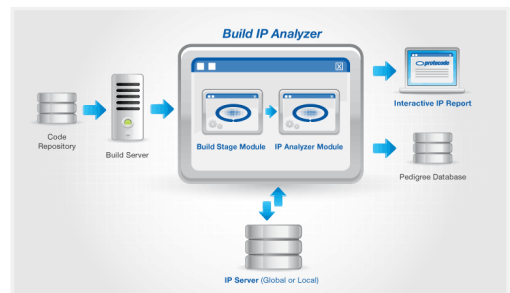 Build IP Analyzer
protecode
Interactive IP Report
Code
Repository
Build Server
Build Stage Module
IP Analyzer Module
Pedigree Database
IP Server (Global or Local)